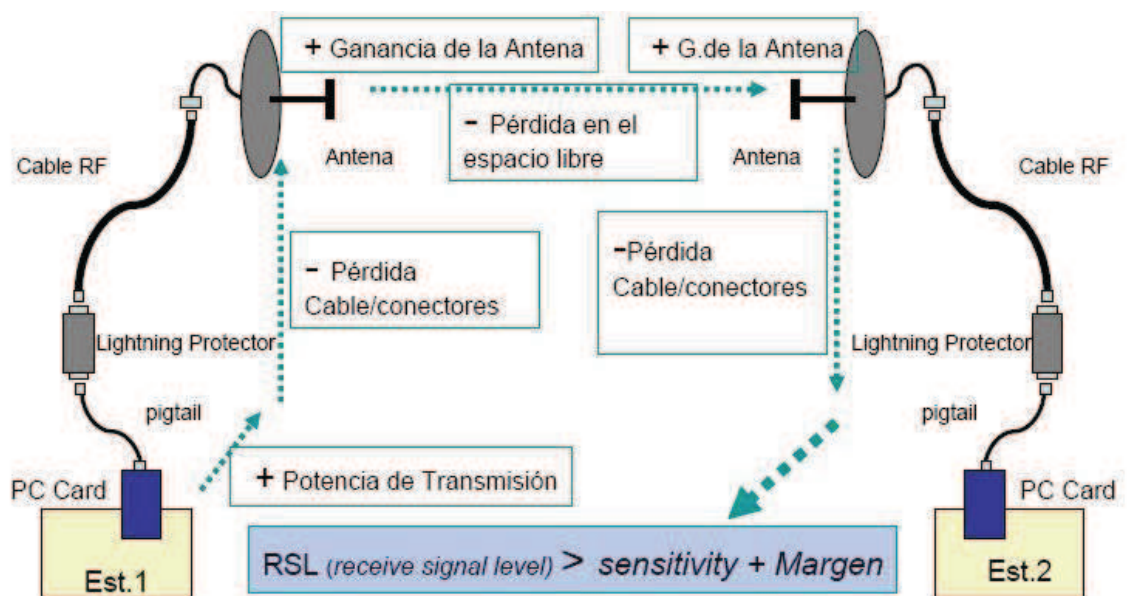 + Ganancia de la Antena
+ G.de la Antena
- Pérdida en el
espacio libre
Antena
Antena
Cable RF
Cable RF
- Pérdida
Cable/conectores
-Pérdida
Cable/conectores
Lightning Protector
Lightning Protector
pigtail
pigtail
+ Potencia de Transmisión
PC Card
PC Card
RSL (receive signal level) > sensitivity + Margen
Est.1
Est.2